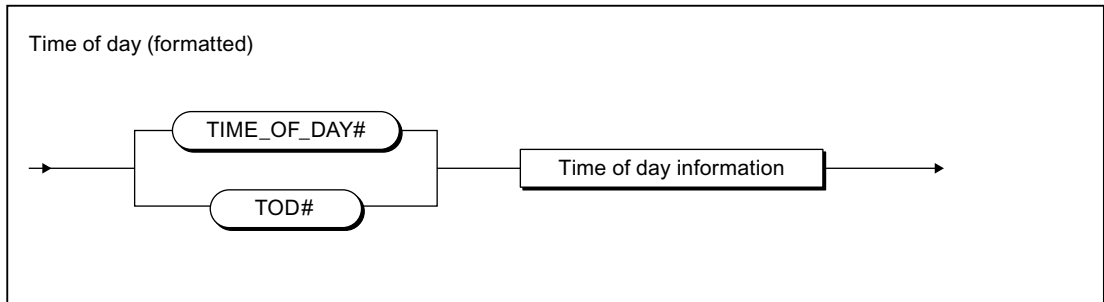 Time of day (formatted)
TIME_OF_DAY#
Time of day information
TOD#